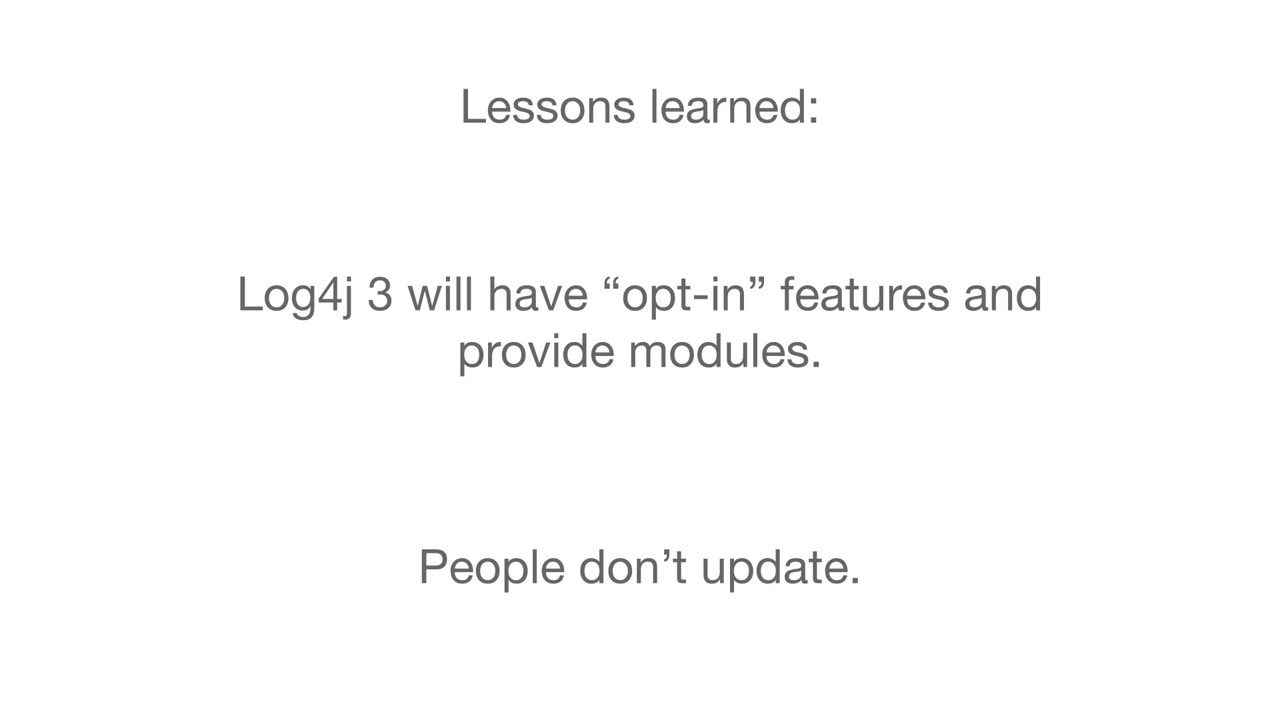 Lessons learned:
Log4j 3 will have “opt-in” features and
provide modules.
People don’t update.